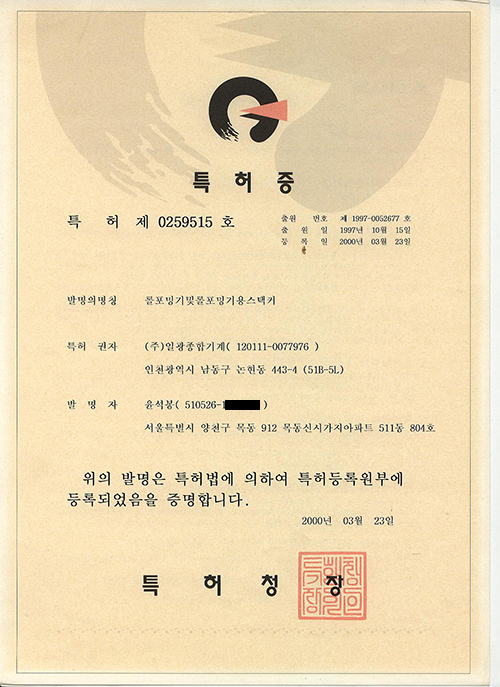 특허증
특 허 제 0259515 호
출원 번호 제 1997-0052677 호
출 원 일 1997년 10월 15일
등 록 일 2000년 03월 23일
발명의명칭 롤포밍기및롤포밍기용스택커
특허 권자 (주)일광종합기계( 120111-0077976 )
인천광역시 남동구 논현동 443-4 (51B-5L)
발 명 자 윤석봉( 510526-1 )
서울특별시 양천구 목동 912 목동신시가지아파트 511동 804호
위의 발명은 특허법에 의하여 특허등록원부에
등록되었음을 증명합니다.
2000년 03월 23일
특 허 청 장